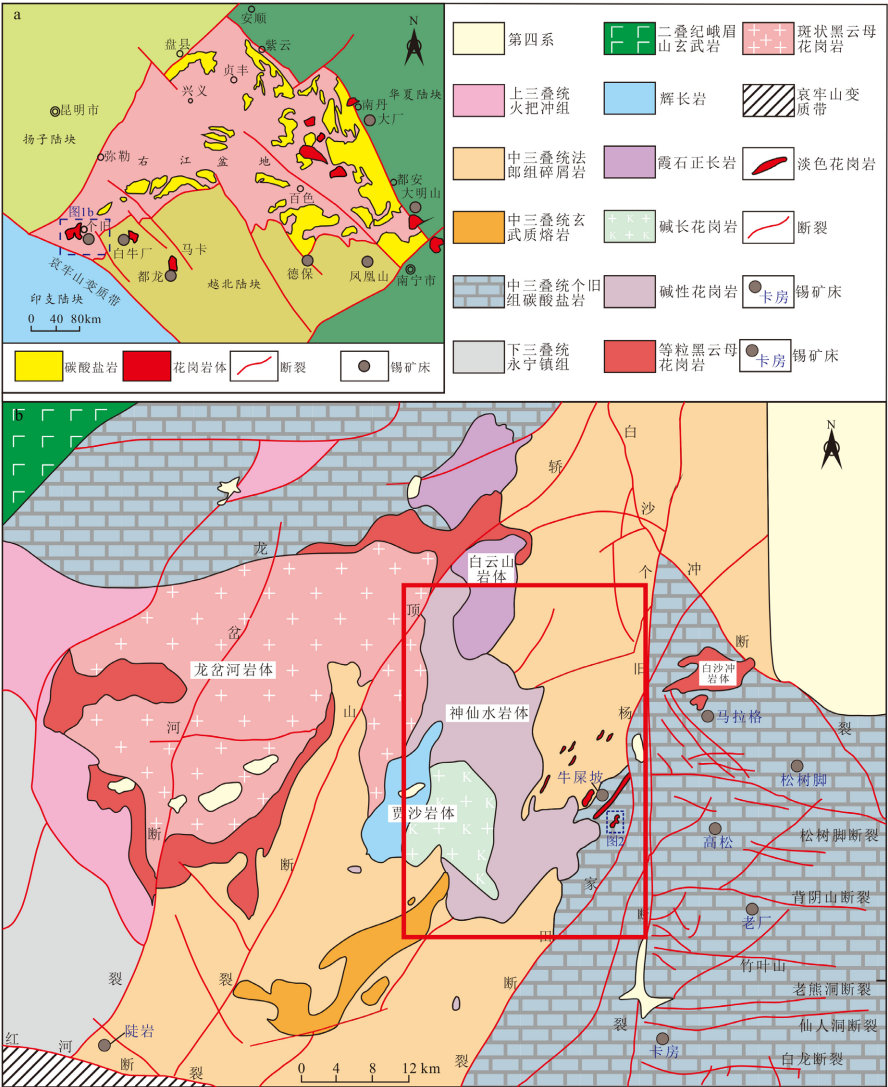 a
安顺
N
盘县
紫云
贞丰
兴义
华夏陆块
南丹
大厂
昆明市
扬子陆块
弥勒
右江盆地
都安
大明山
百色
图1b
个旧
白牛厂
马卡
都龙
德保
凤凰山
南宁市
越北陆块
哀牢山变质带
印支陆块
0 40 80km
碳酸盐岩
花岗岩体
断裂
锡矿床
第四系
二叠纪峨眉
山玄武岩
斑状黑云母
花岗岩
上三叠统
火把冲组
辉长岩
哀牢山变
质带
中三叠统法
郎组碎屑岩
霞石正长岩
淡色花岗岩
中三叠统玄
武质熔岩
K K
K K
碱长花岗岩
断裂
中三叠统个旧
组碳酸盐岩
碱性花岗岩
卡房
锡矿床
下三叠统
永宁镇组
等粒黑云母
花岗岩
卡房
锡矿床
b
N
白沙冲断裂
轿顶山断裂
龙岔河断裂
个旧断裂
杨家田断裂
白云山
岩体
龙岔河岩体
白沙冲
岩体
神仙水岩体
马拉格
牛屎坡
松树脚
贾沙岩体
K
K K
K K
K
K
图2
高松
松树脚断裂
背阴山断裂
老厂
竹叶山
老熊洞断裂
仙人洞断裂
卡房
白龙断裂
陡岩
红河断裂
0 4 8 12 km